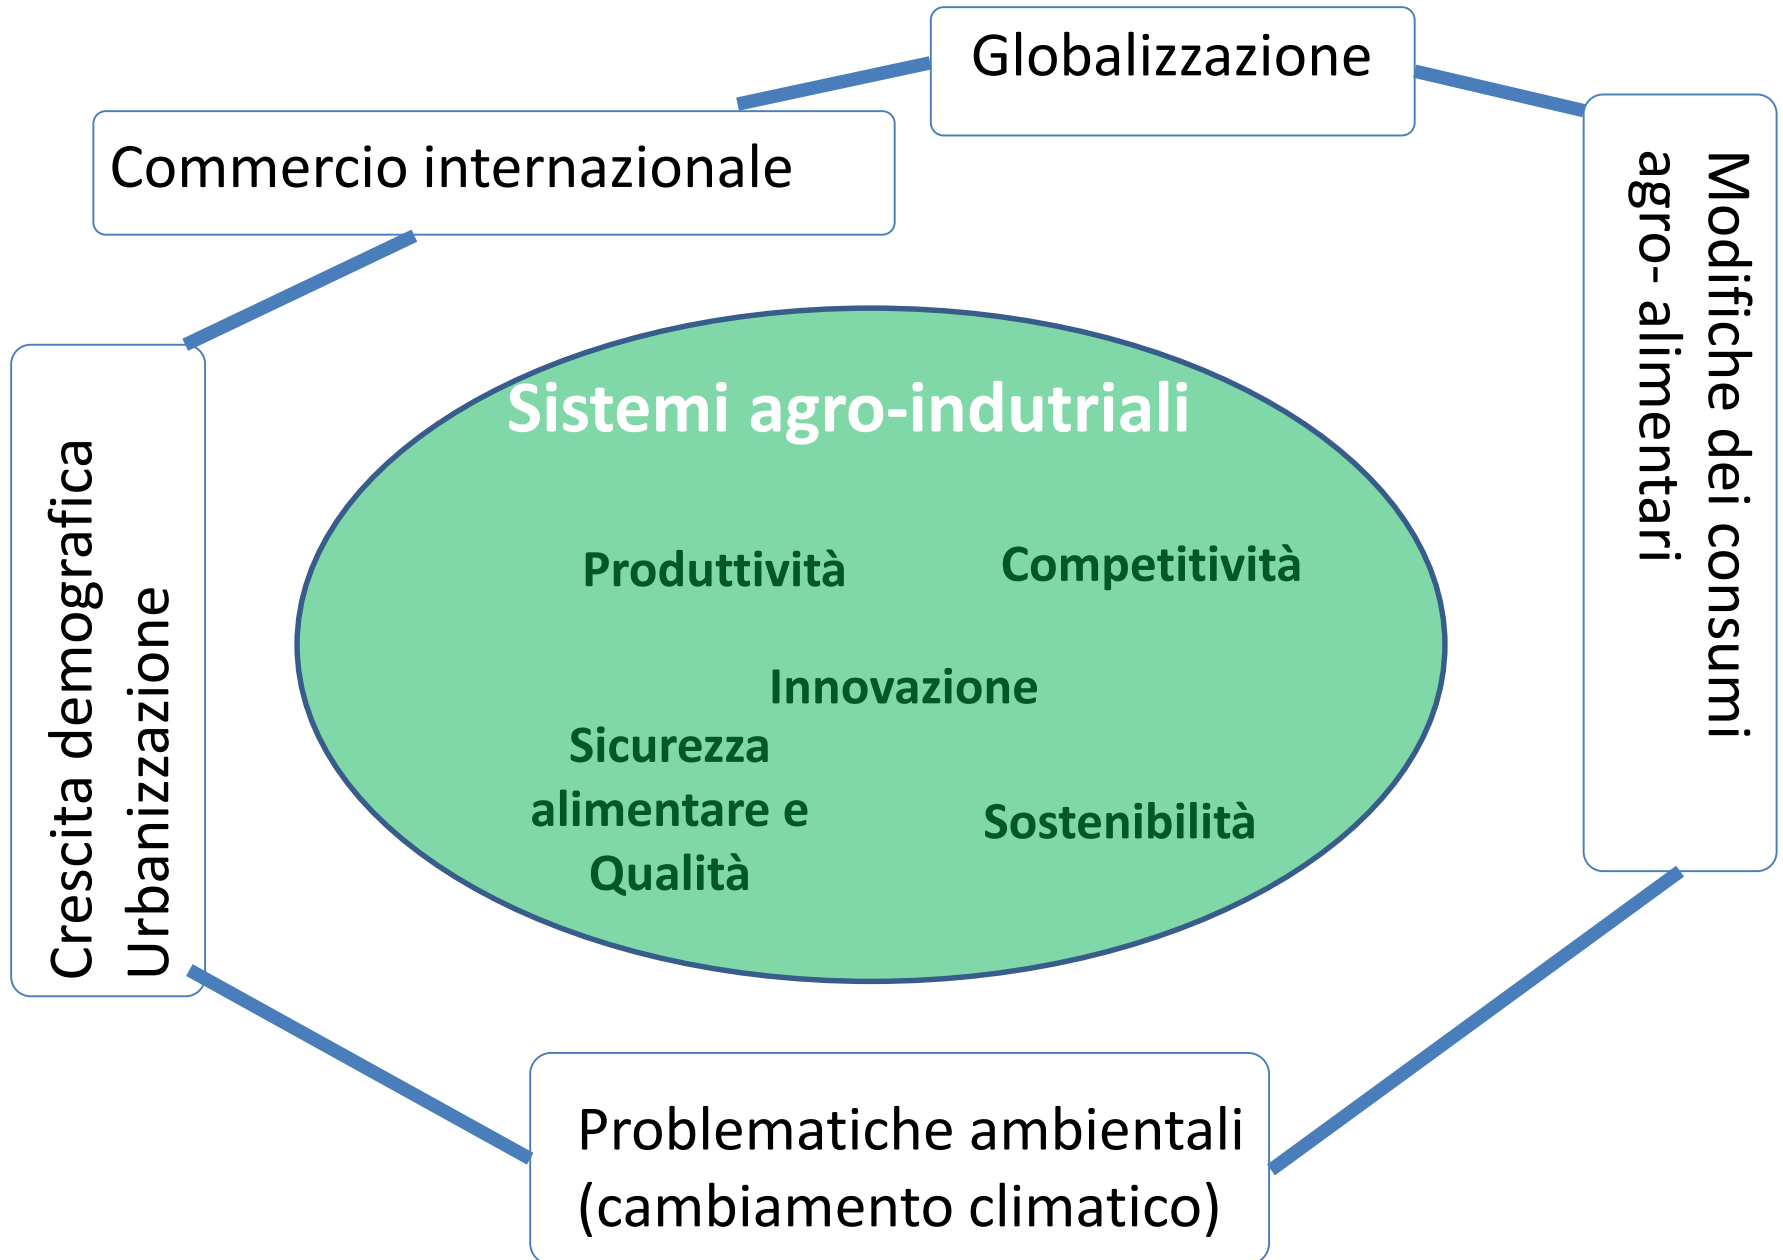 Globalizzazione
Commercio internazionale
Modifiche dei consumi
agro- alimentari
Sistemi agro-indutriali
Produttività
Competitività
Innovazione
Sicurezza
alimentare e
Qualità
Sostenibilità
Crescita demografica
Urbanizzazione
Problematiche ambientali
(cambiamento climatico)